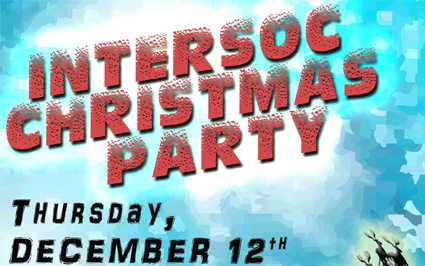 INTERSOC
CHRISTMAS
PARTY
THURSDAY,
DECEMBER 12TH